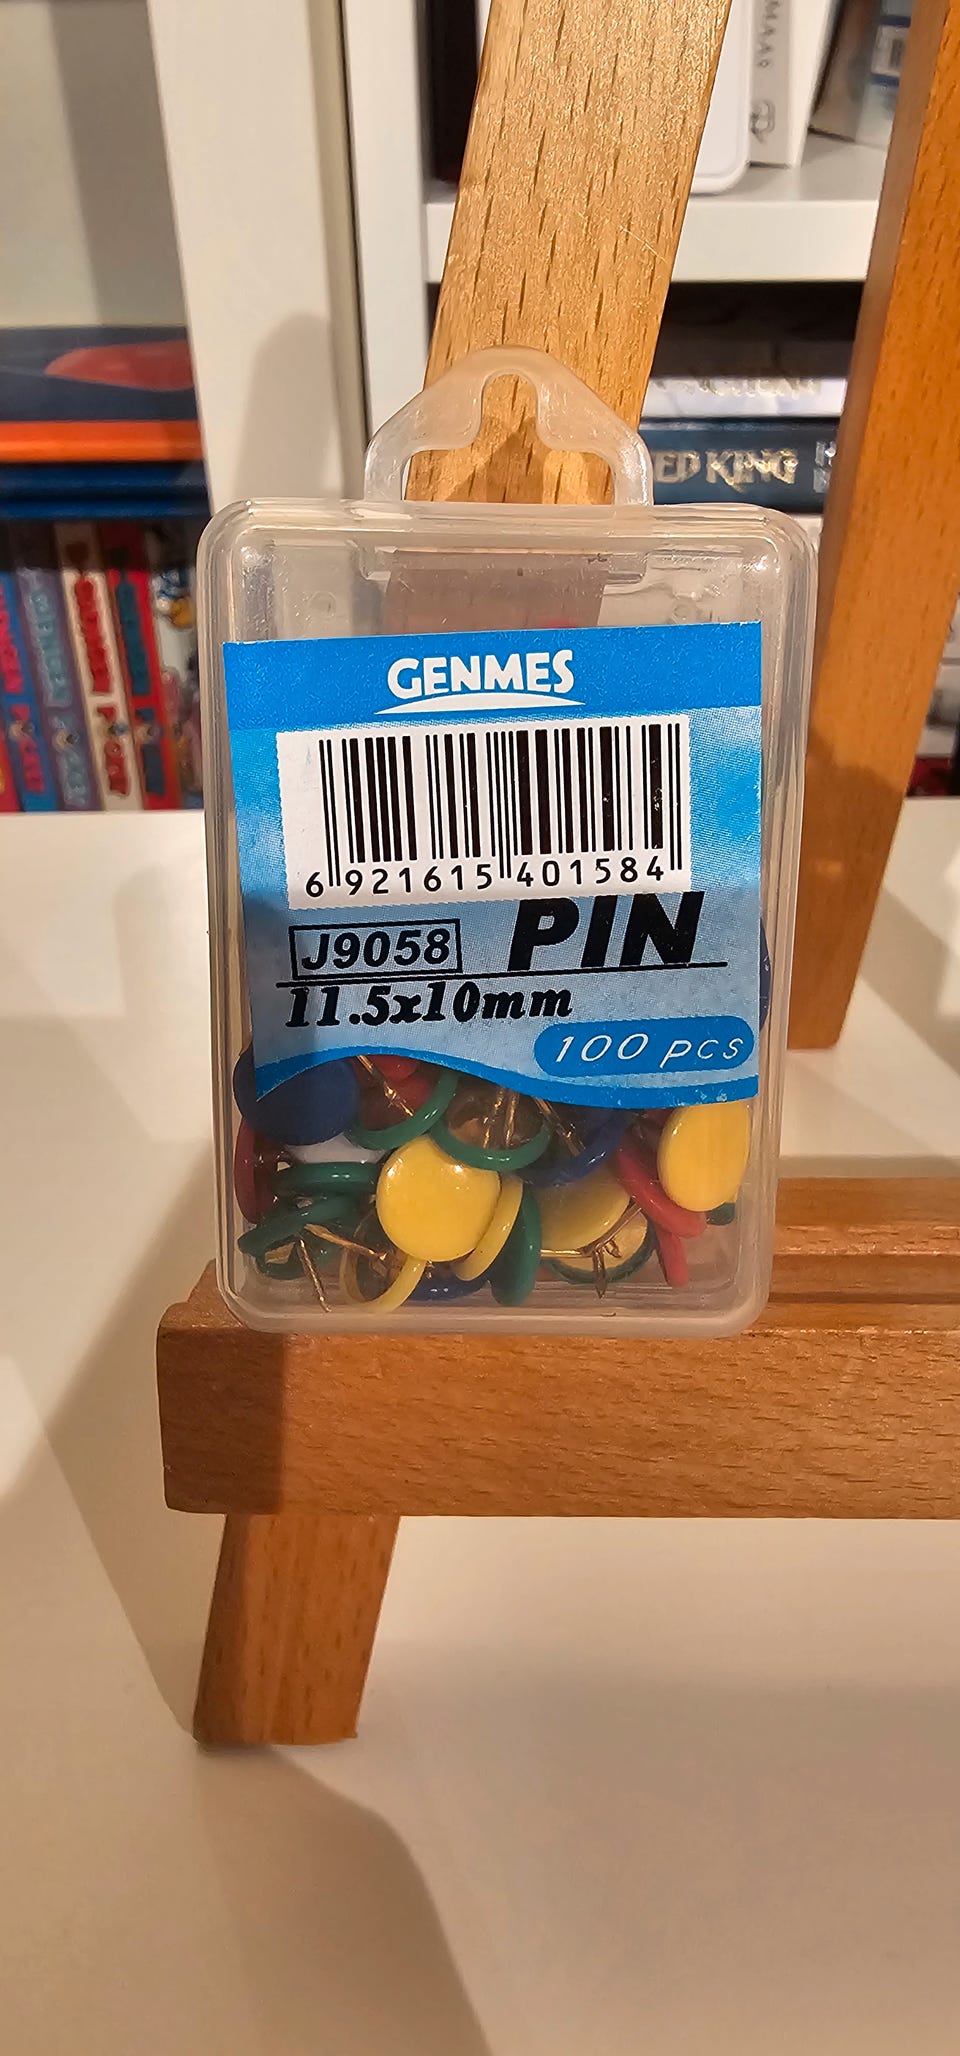 ED KING
GENMES
6 921615 401584
J9058 PIN
11.5x10mm
100 pcs